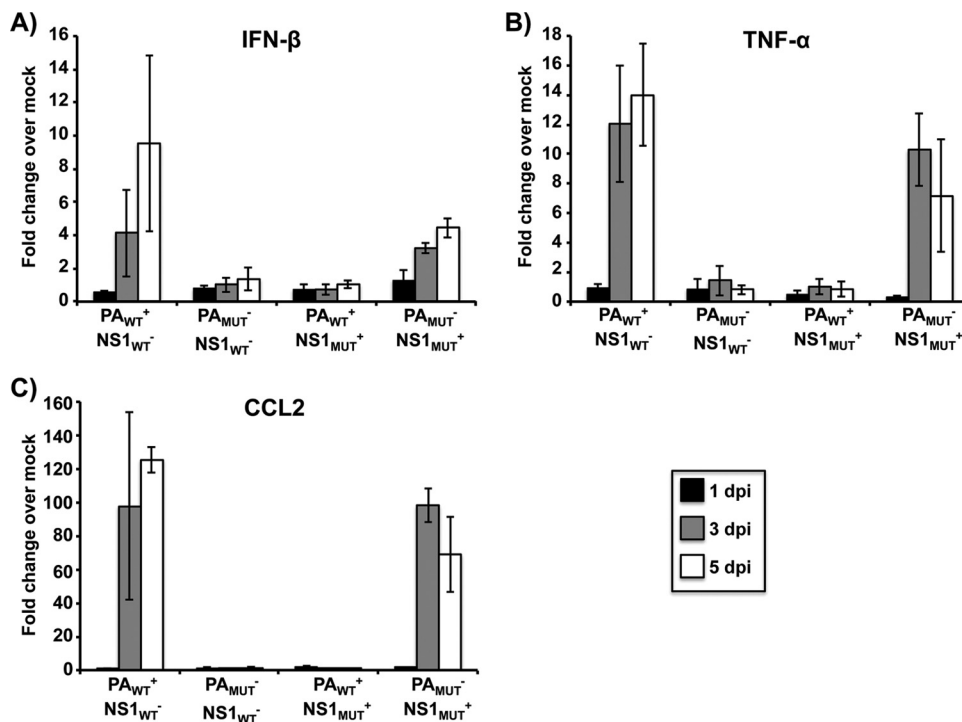 A)
IFN-β
Fold change over mock
16
14
12
10
8
6
4
2
0
PAWT+ PAMUT- PAWT+ PAMUT-
NS1WT- NS1WT- NS1MUT+ NS1MUT+
B)
TNF-α
Fold change over mock
18
16
14
12
10
8
6
4
2
0
PAWT+ PAMUT- PAWT+ PAMUT-
NS1WT- NS1WT- NS1MUT+ NS1MUT+
C)
CCL2
Fold change over mock
160
140
120
100
80
60
40
20
0
PAWT+ PAMUT- PAWT+ PAMUT-
NS1WT- NS1WT- NS1MUT+ NS1MUT+
1 dpi
3 dpi
5 dpi